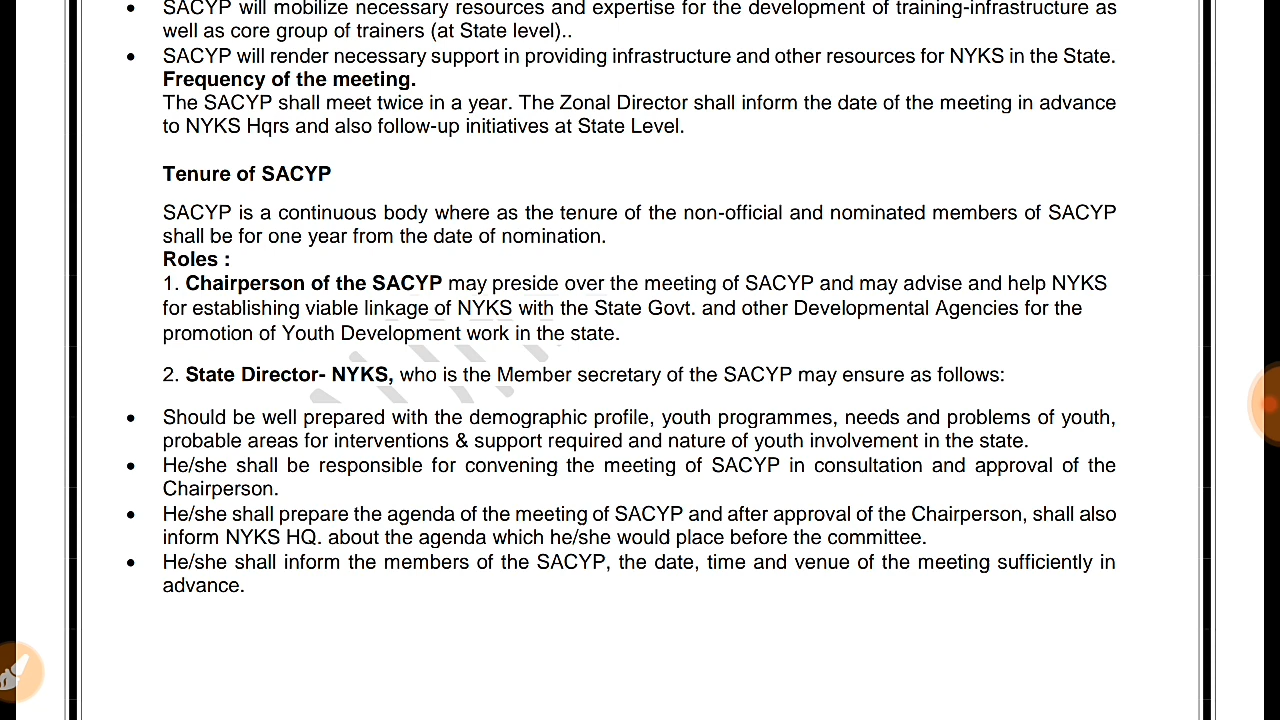 SACYP will mobilize necessary resources and expertise for the development of training-infrastructure as
well as core group of trainers (at State level)..
SACYP will render necessary support in providing infrastructure and other resources for NYKS in the State.
Frequency of the meeting.
The SACYP shall meet twice in a year. The Zonal Director shall inform the date of the meeting in advance
to NYKS Hqrs and also follow-up initiatives at State Level.
Tenure of SACYP
SACYP is a continuous body where as the tenure of the non-official and nominated members of SACYP
shall be for one year from the date of nomination.
Roles :
1. Chairperson of the SACYP may preside over the meeting of SACYP and may advise and help NYKS
for establishing viable linkage of NYKS with the State Govt. and other Developmental Agencies for the
promotion of Youth Development work in the state.
2. State Director- NYKS, who is the Member secretary of the SACYP may ensure as follows:
Should be well prepared with the demographic profile, youth programmes, needs and problems of youth,
probable areas for interventions & support required and nature of youth involvement in the state.
He/she shall be responsible for convening the meeting of SACYP in consultation and approval of the
Chairperson.
He/she shall prepare the agenda of the meeting of SACYP and after approval of the Chairperson, shall also
inform NYKS HQ. about the agenda which he/she would place before the committee.
He/she shall inform the members of the SACYP, the date, time and venue of the meeting sufficiently in
advance.